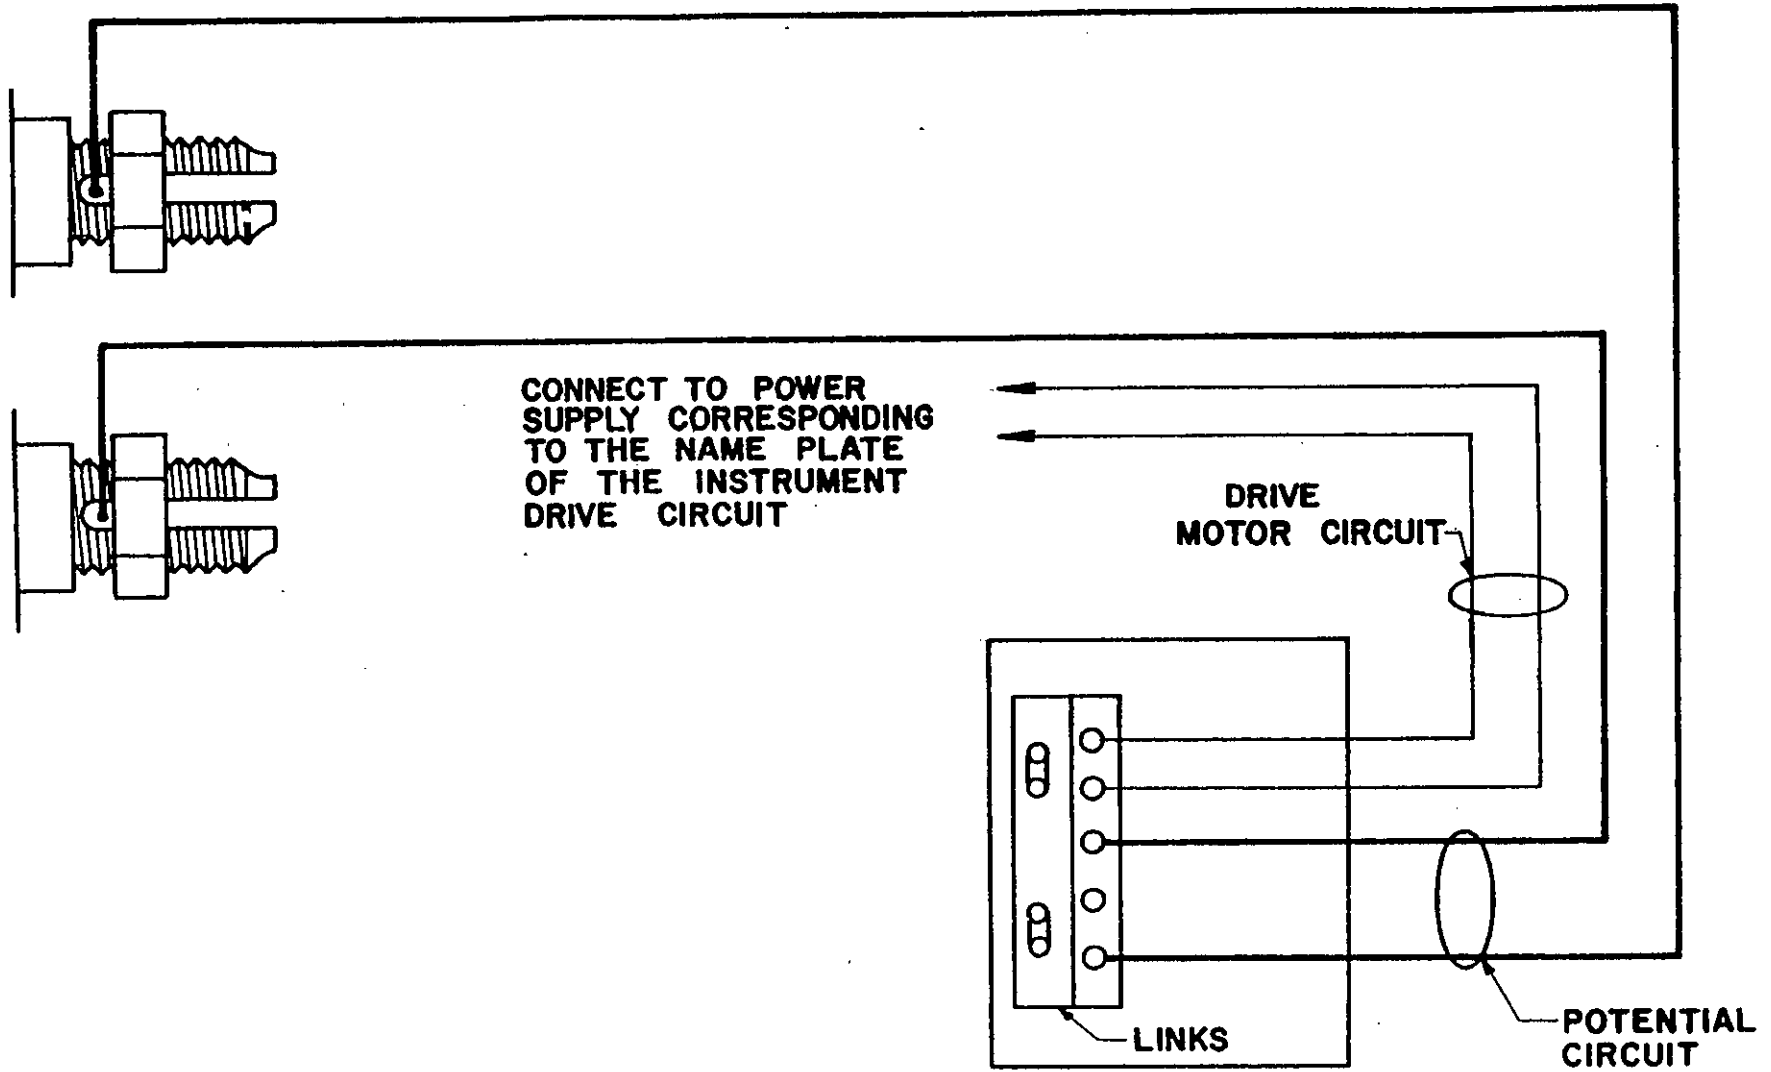 CONNECT TO POWER
SUPPLY CORRESPONDING
TO THE NAME PLATE
OF THE INSTRUMENT
DRIVE CIRCUIT
DRIVE
MOTOR CIRCUIT
LINKS
POTENTIAL
CIRCUIT